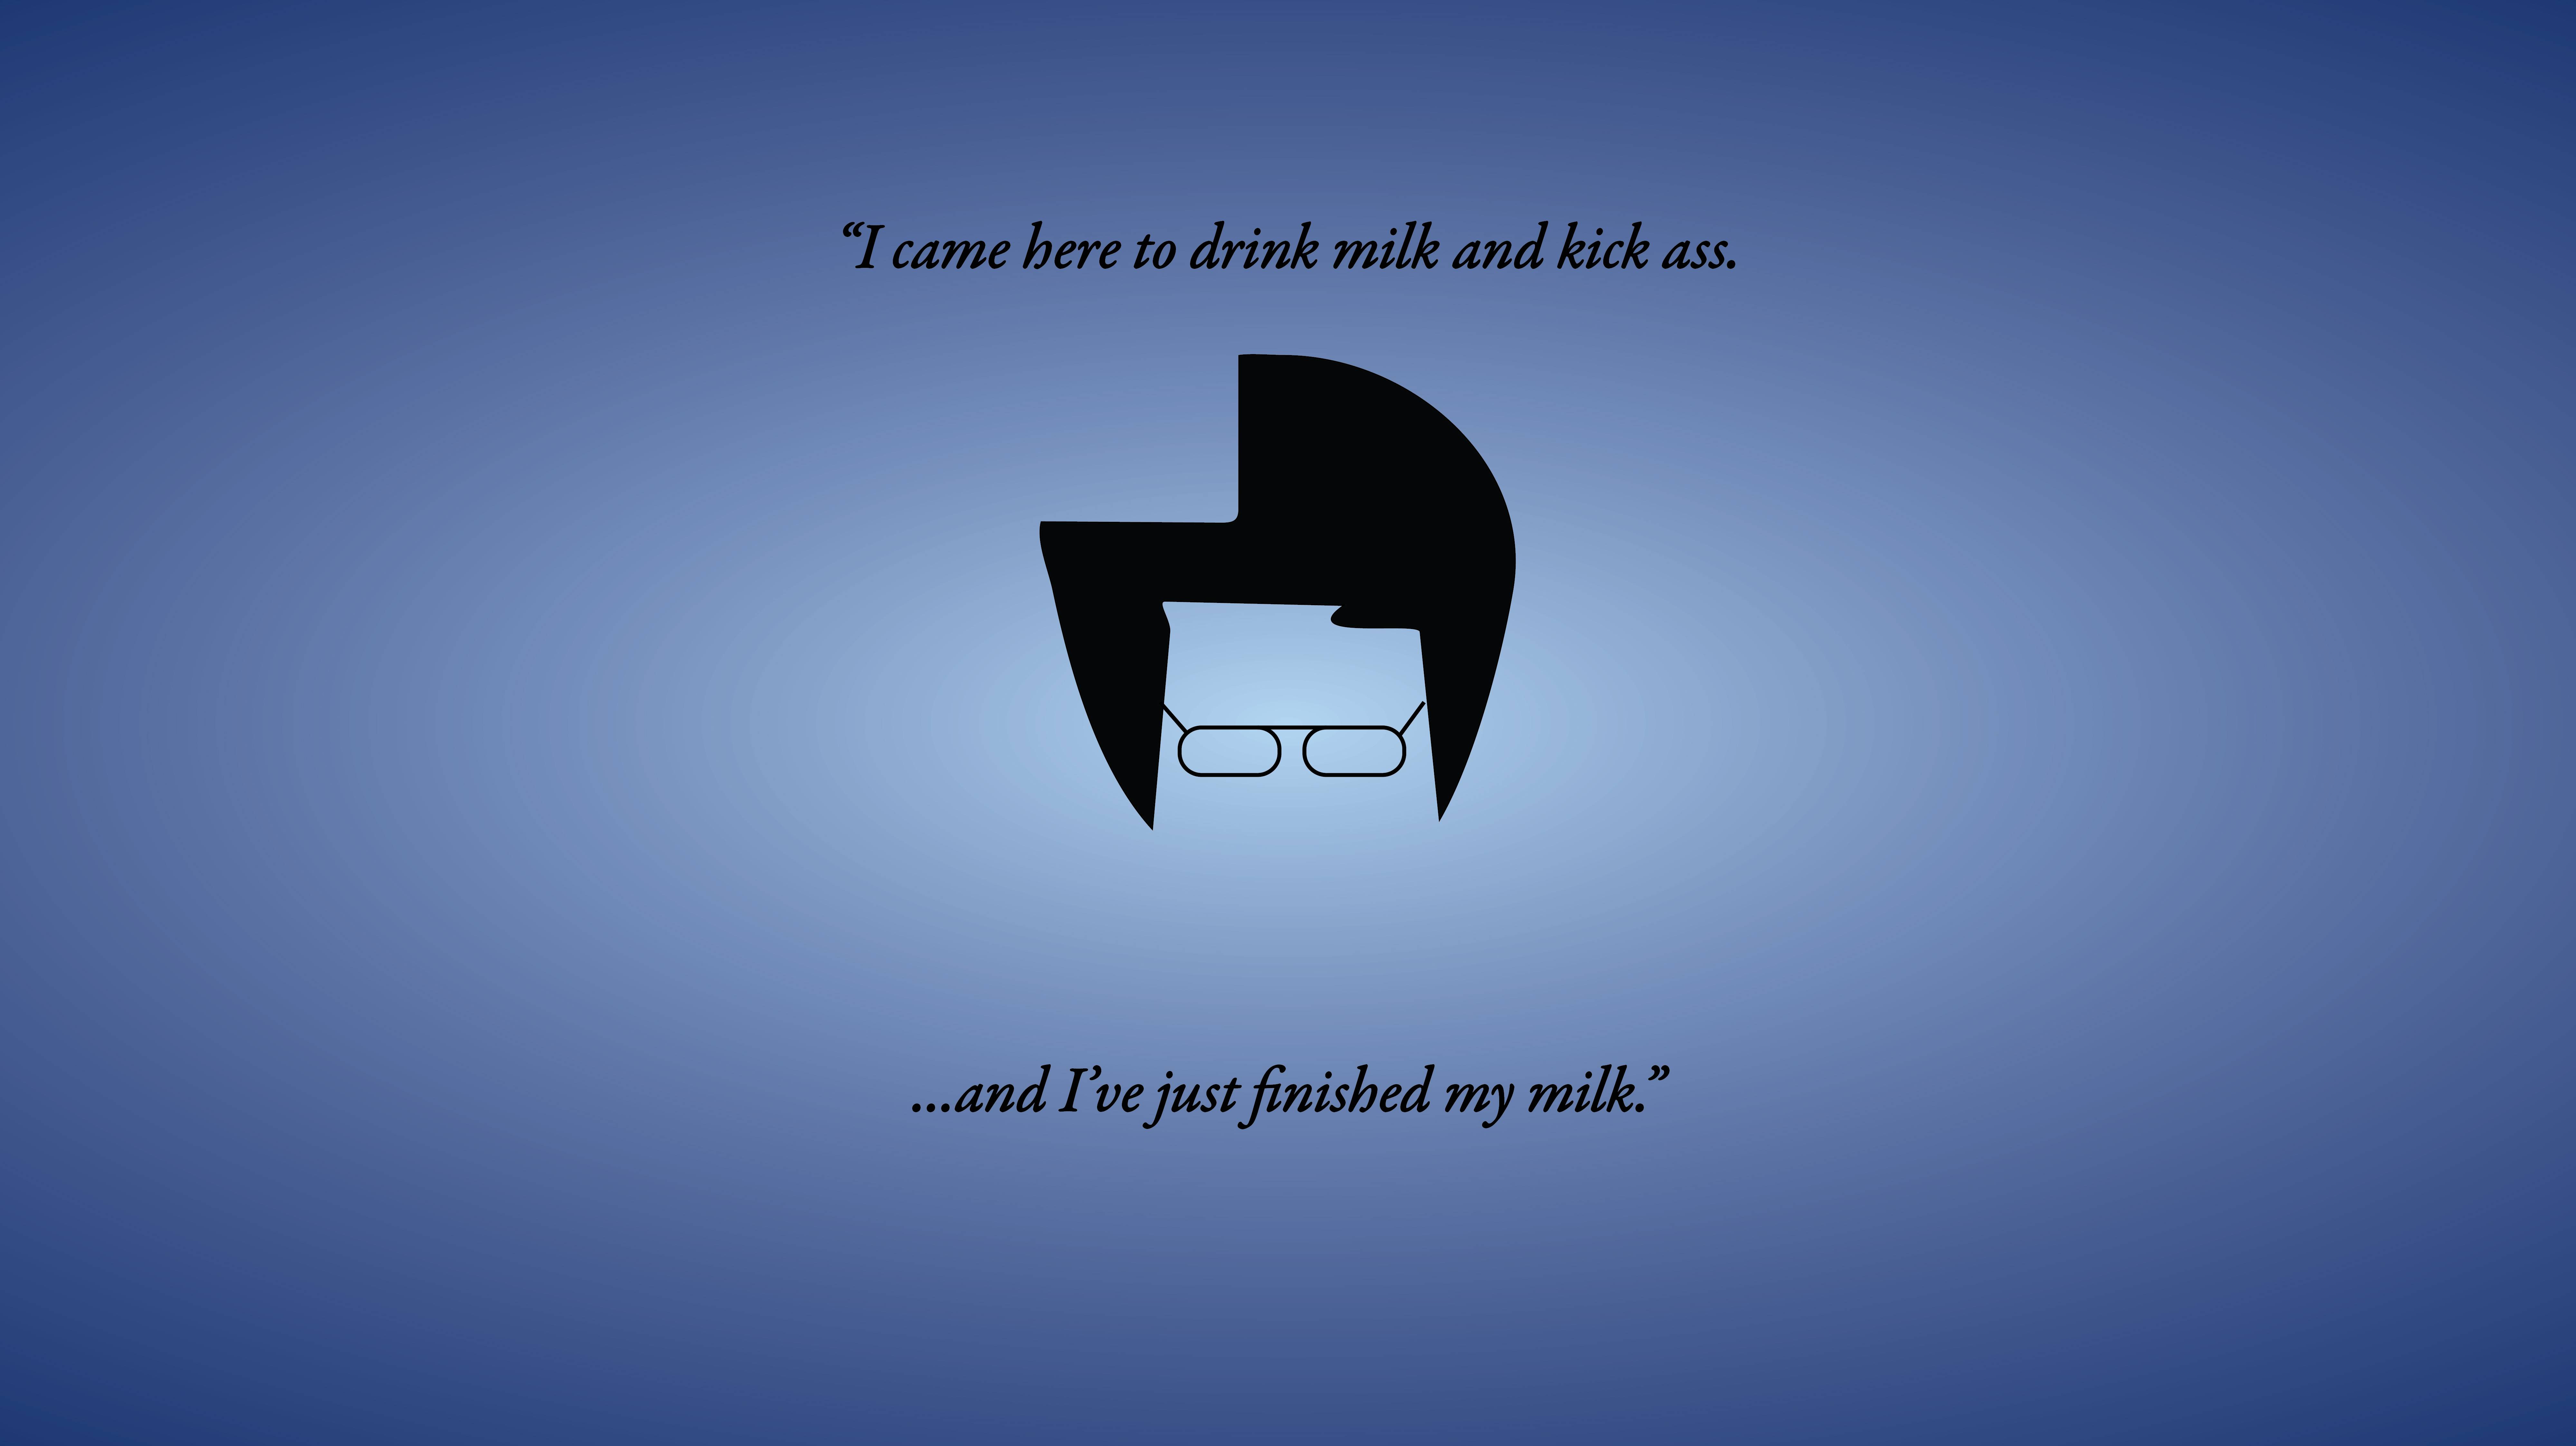 “I came here to drink milk and kick ass.
...and I’ve just finished my milk.”